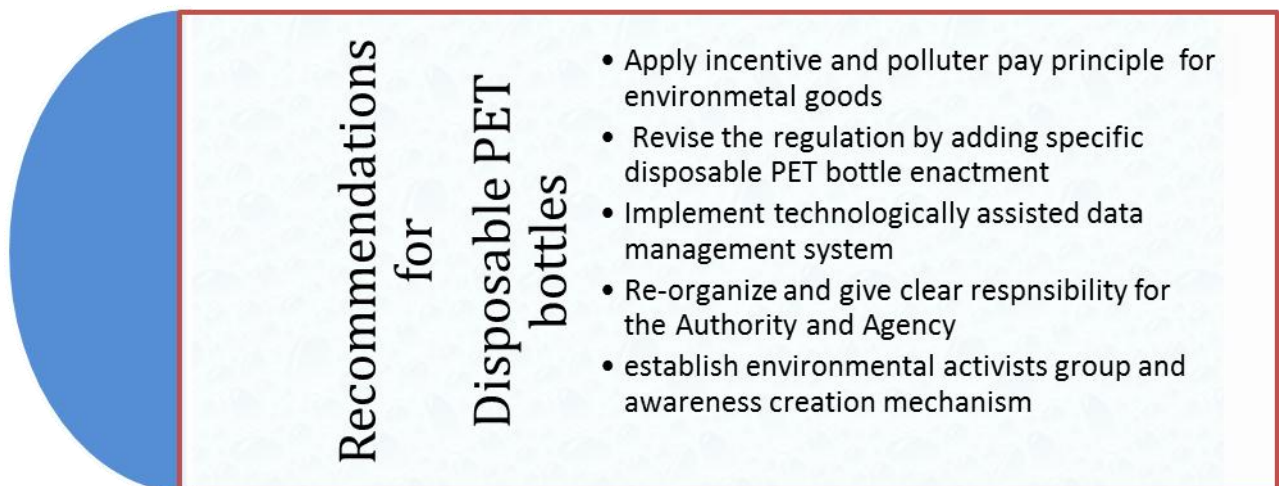 Recommendations
for
Disposable PET
bottles
• Apply incentive and polluter pay principle for
environmetal goods
• Revise the regulation by adding specific
disposable PET bottle enactment
• Implement technologically assisted data
management system
• Re-organize and give clear respnsibility for
the Authority and Agency
• establish environmental activists group and
awareness creation mechanism